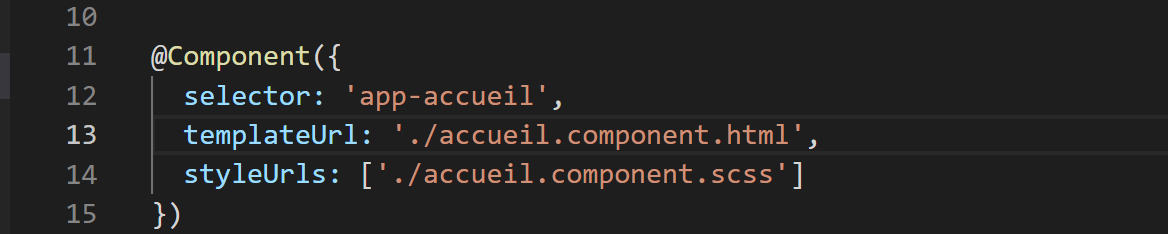 10
11 @Component({
12 selector: 'app-accueil',
13 templateUrl: './accueil.component.html',
14 styleUrls: ['./accueil.component.scss']
15 })